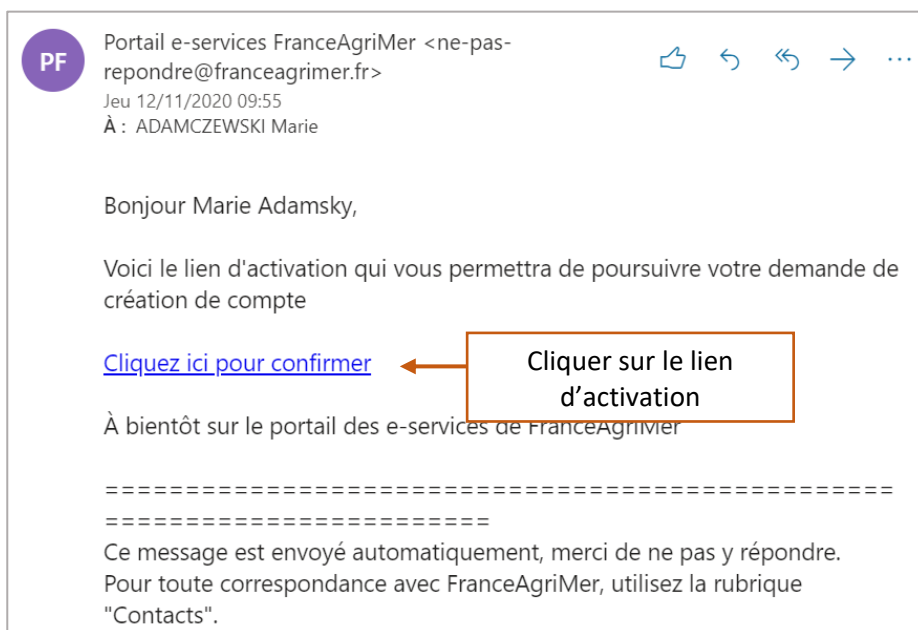 PF
Portail e-services FranceAgriMer <ne-pas-
repondre@franceagrimer.fr>
Jeu 12/11/2020 09:55
À : ADAMCZEWSKI Marie
Bonjour Marie Adamsky,
Voici le lien d'activation qui vous permettra de poursuivre votre demande de
création de compte
Cliquez ici pour confirmer
Cliquer sur le lien
d’activation
À bientôt sur le portail des e-services de FranceAgriMer
=================================================
========================
Ce message est envoyé automatiquement, merci de ne pas y répondre.
Pour toute correspondance avec FranceAgriMer, utilisez la rubrique
"Contacts".